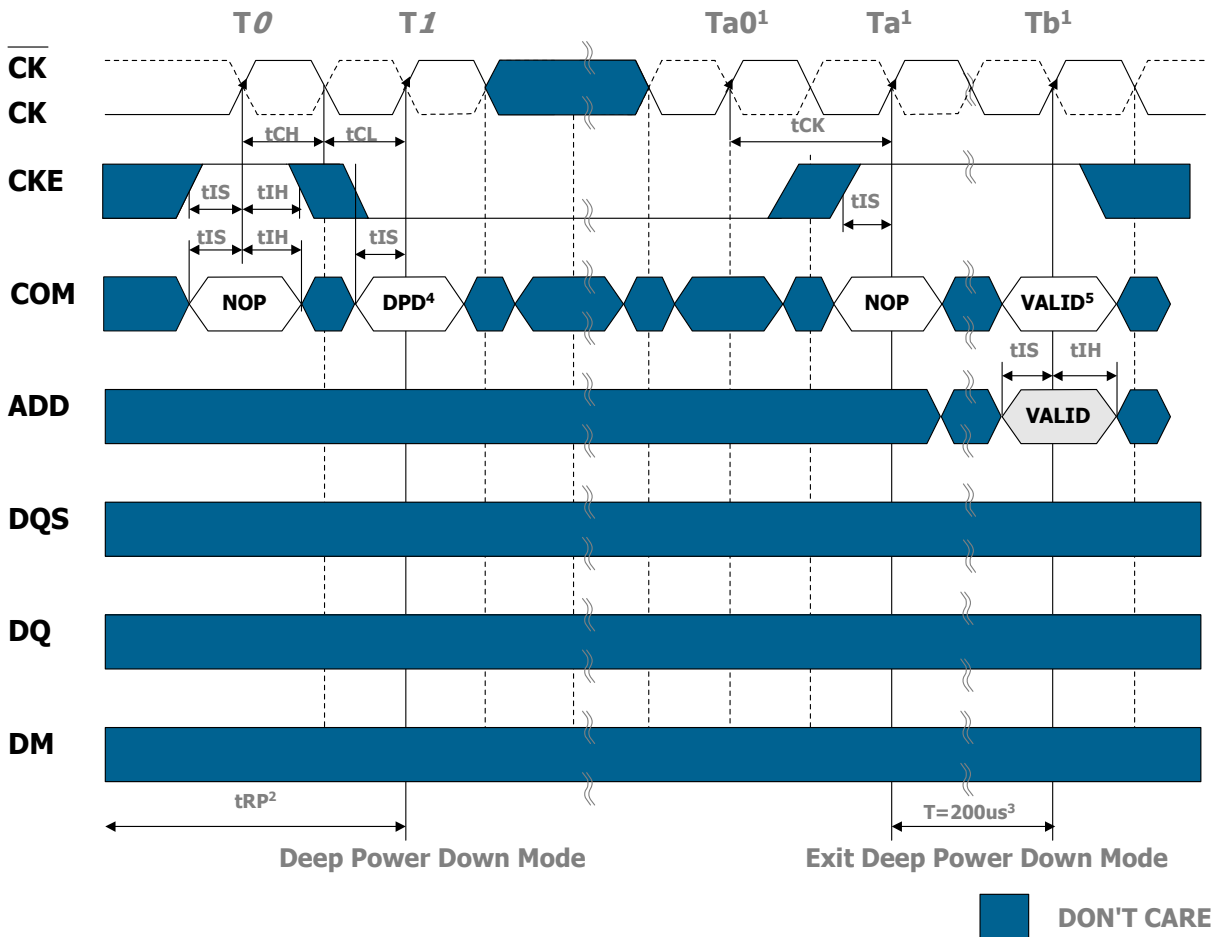 T0 T1 Ta0¹ Ta¹ Tb¹
CK
CK
tCH tCL tCK
CKE
tIS tIH tIS
tIS tIH tIS
COM NOP DPD⁴ NOP VALID⁵
tIS tIH
ADD VALID
DQS
DQ
DM
tRP² T=200us³
Deep Power Down Mode Exit Deep Power Down Mode
DON'T CARE